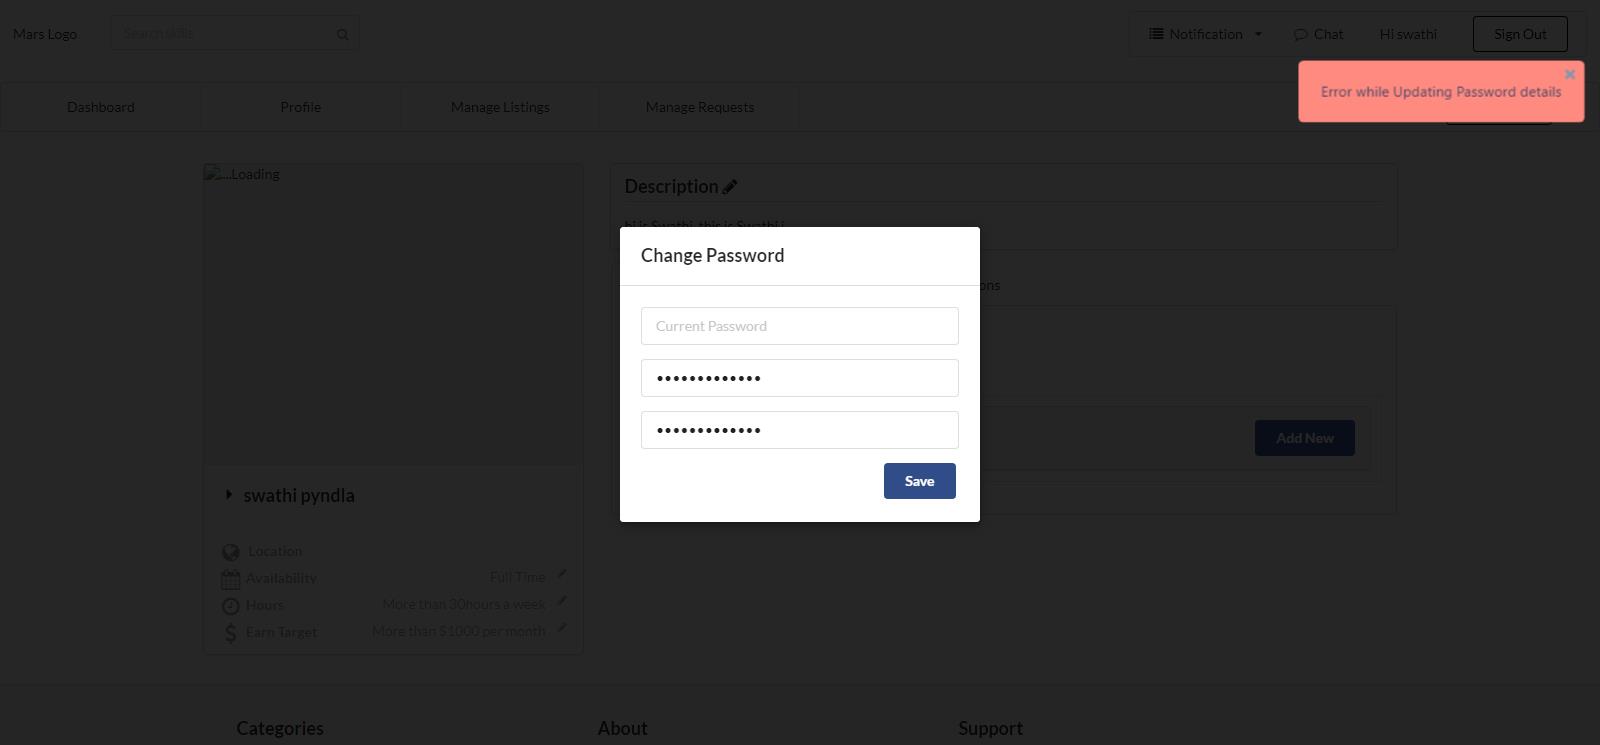 Mars Logo
Search skills
Notification
Chat
Hi swathi
Sign Out
Error while Updating Password details
Dashboard
Profile
Manage Listings
Manage Requests
....Loading
Description
hi is Swathi, this is Swathi
Change Password
ons
Current Password
•••••••••••••
•••••••••••••
Add New
Save
swathi pyndla
Location
Availability
Full Time
Hours
More than 30hours a week
Earn Target
More than $1000 per month
Categories
About
Support